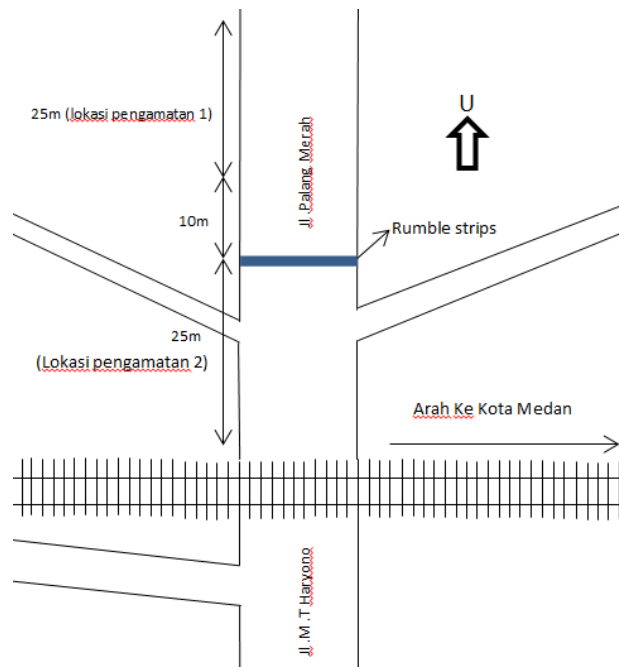 25m (lokasi pengamatan 1)
U
Jl. Palang Merah
10m
Rumble strips
25m
(Lokasi pengamatan 2)
Arah Ke Kota Medan
Jl .M .T Haryono